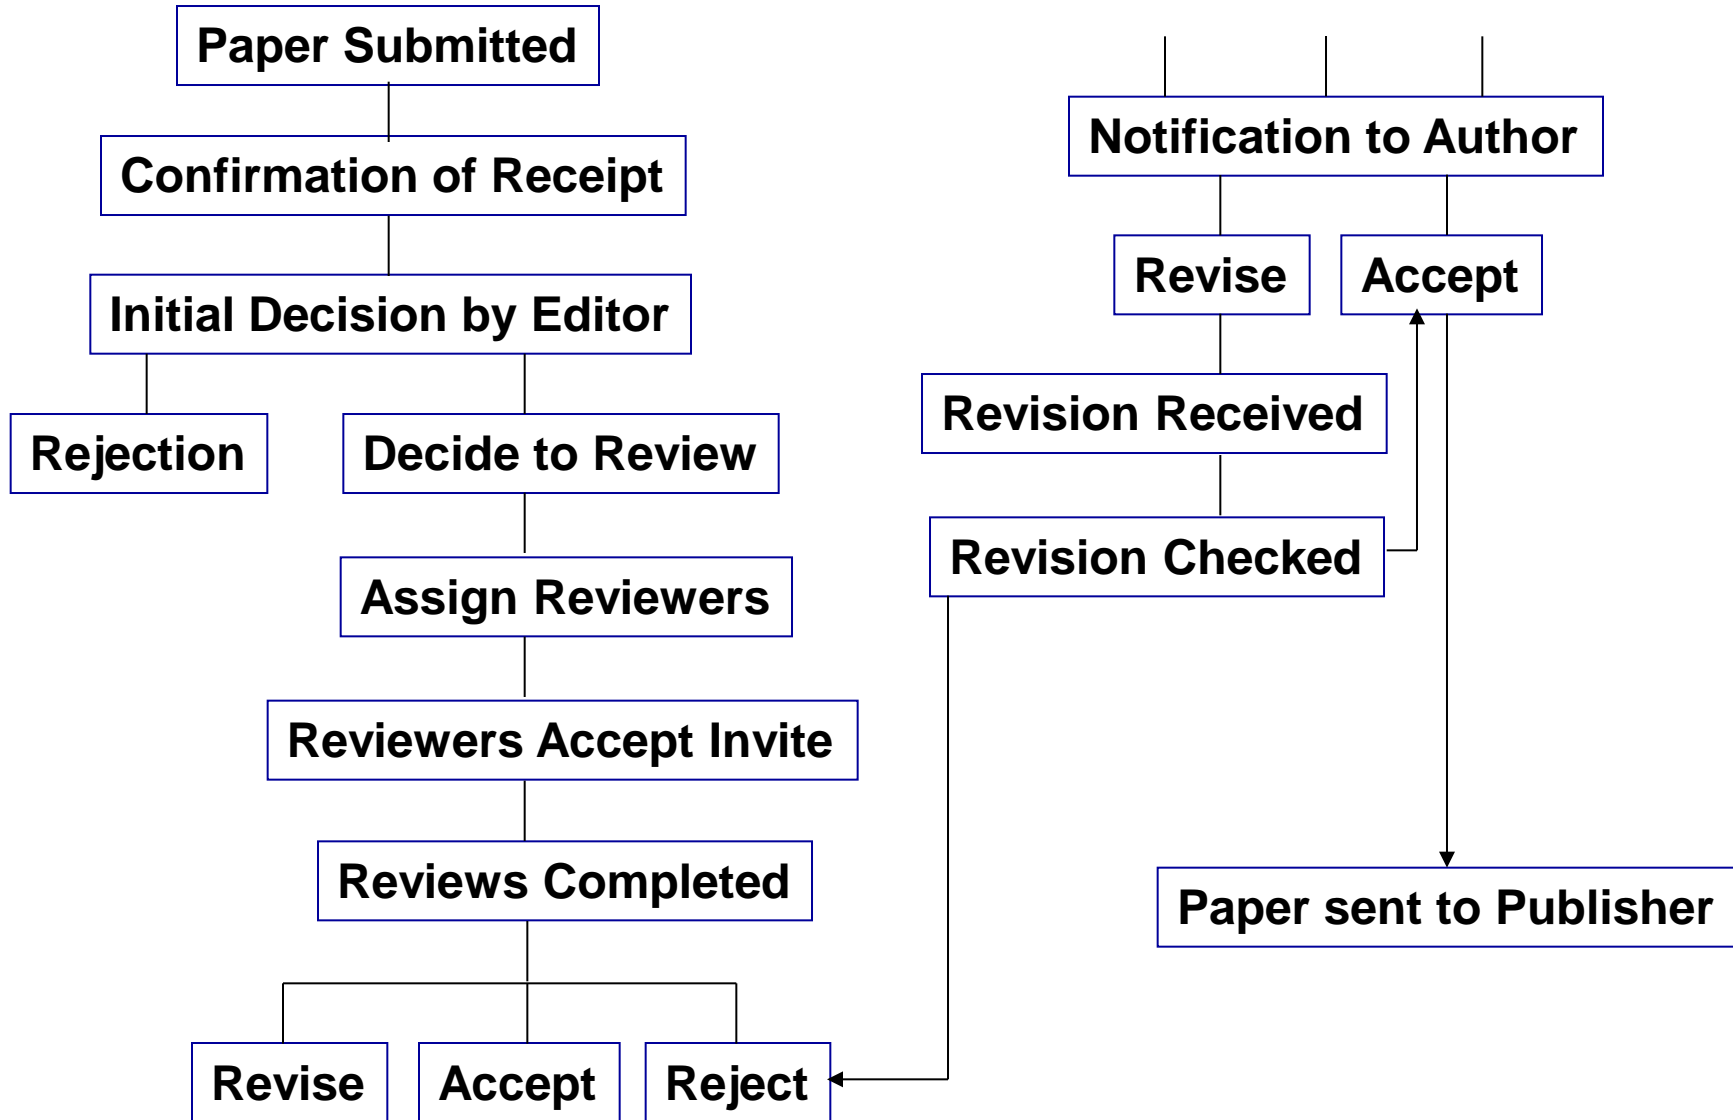 Paper Submitted
Confirmation of Receipt
Initial Decision by Editor
Rejection
Decide to Review
Assign Reviewers
Reviewers Accept Invite
Reviews Completed
Revise
Accept
Reject
Notification to Author
Revise
Accept
Revision Received
Revision Checked
Paper sent to Publisher